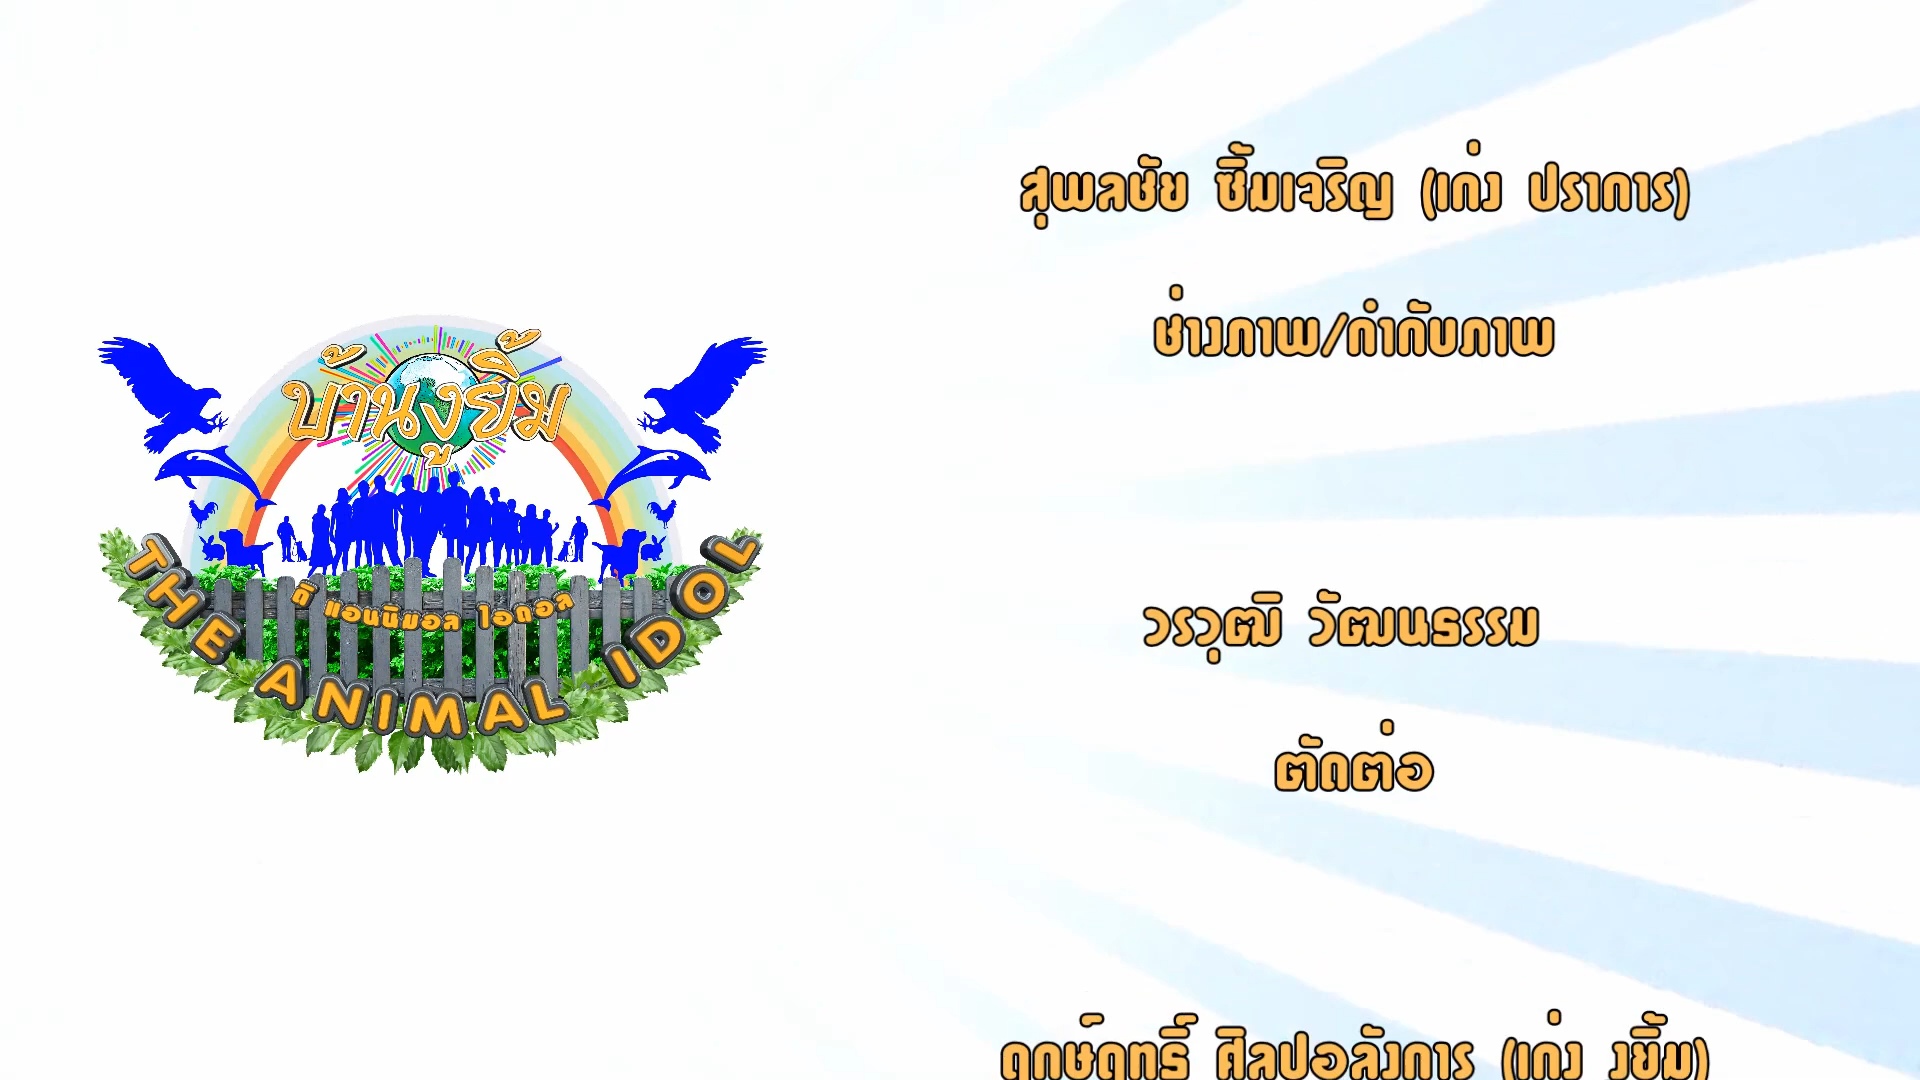 บ้านงูยิ้ม
ดิ แอนนิมอล ไอดอล
THE ANIMAL IDOL
สุพลชัย ซิ้มเจริญ (เก่ง ปราการ)
ช่างภาพ/กำกับภาพ
วรวุฒิ วัฒนธรรม
ตัดต่อ
ฤกษ์ฤทธิ์ ศิลปอลังการ (เก่ง งูยิ้ม)